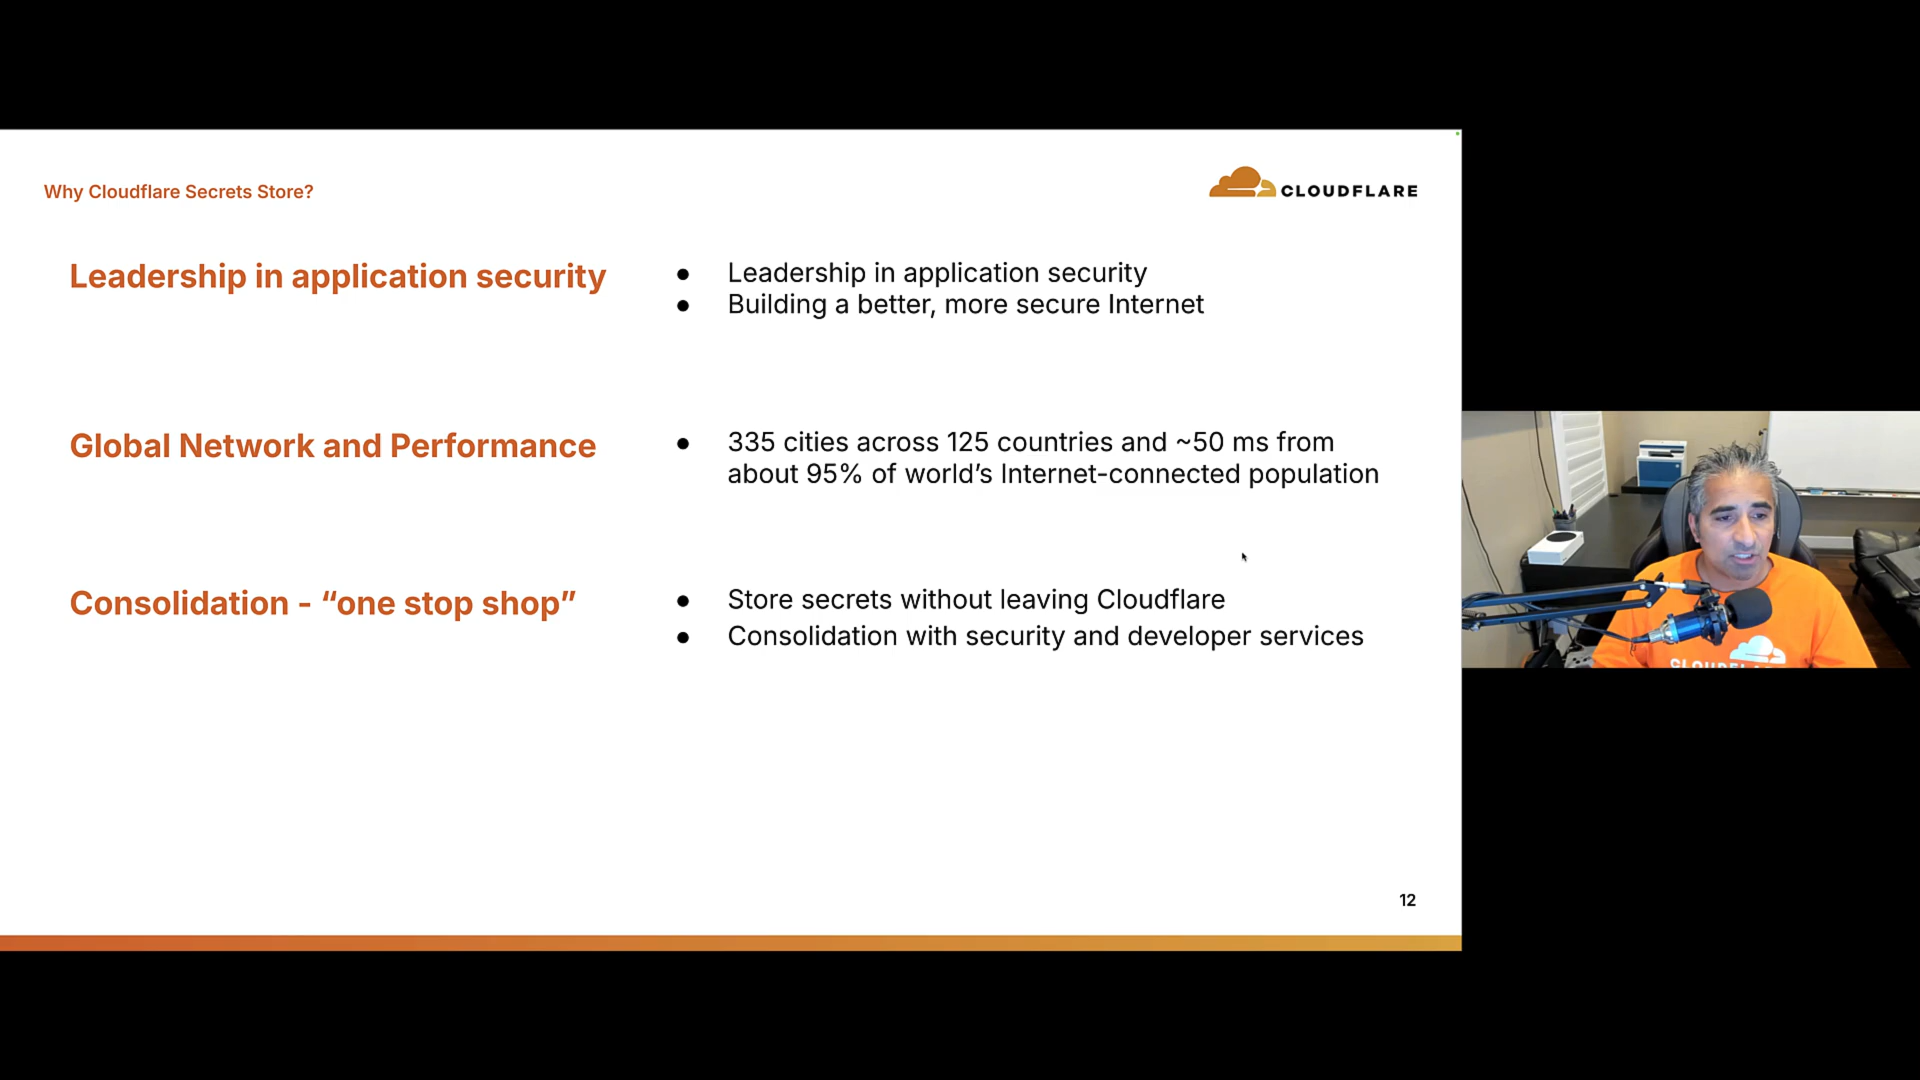 Why Cloudflare Secrets Store?
CLOUDFLARE
Leadership in application security
● Leadership in application security
● Building a better, more secure Internet
Global Network and Performance
● 335 cities across 125 countries and ~50 ms from
about 95% of world’s Internet-connected population
Consolidation - “one stop shop”
● Store secrets without leaving Cloudflare
● Consolidation with security and developer services
12
CLOUDFLARE